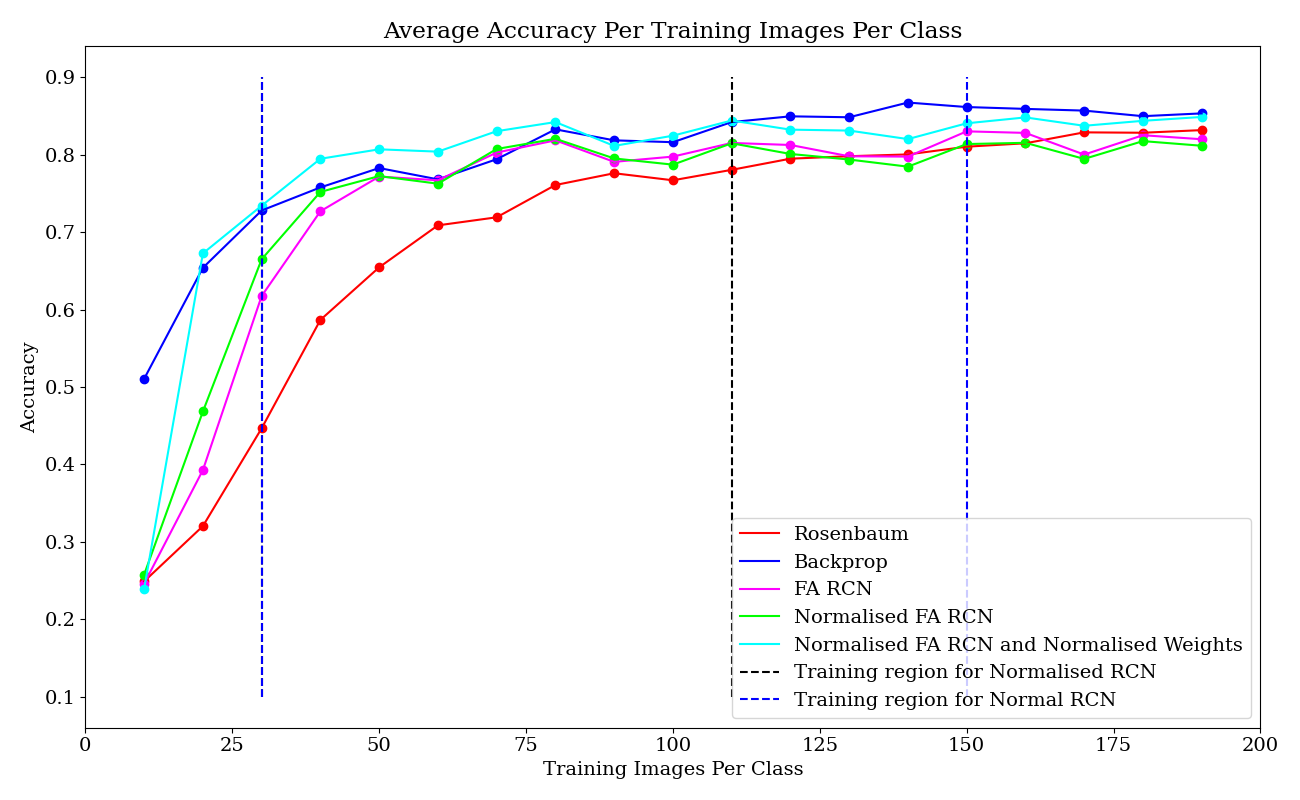 Average Accuracy Per Training Images Per Class
0.9
0.8
0.7
0.6
0.5
0.4
0.3
0.2
0.1
Accuracy
Rosenbaum
Backprop
FA RCN
Normalised FA RCN
Normalised FA RCN and Normalised Weights
Training region for Normalised RCN
Training region for Normal RCN
0 25 50 75 100 125 150 175 200
Training Images Per Class